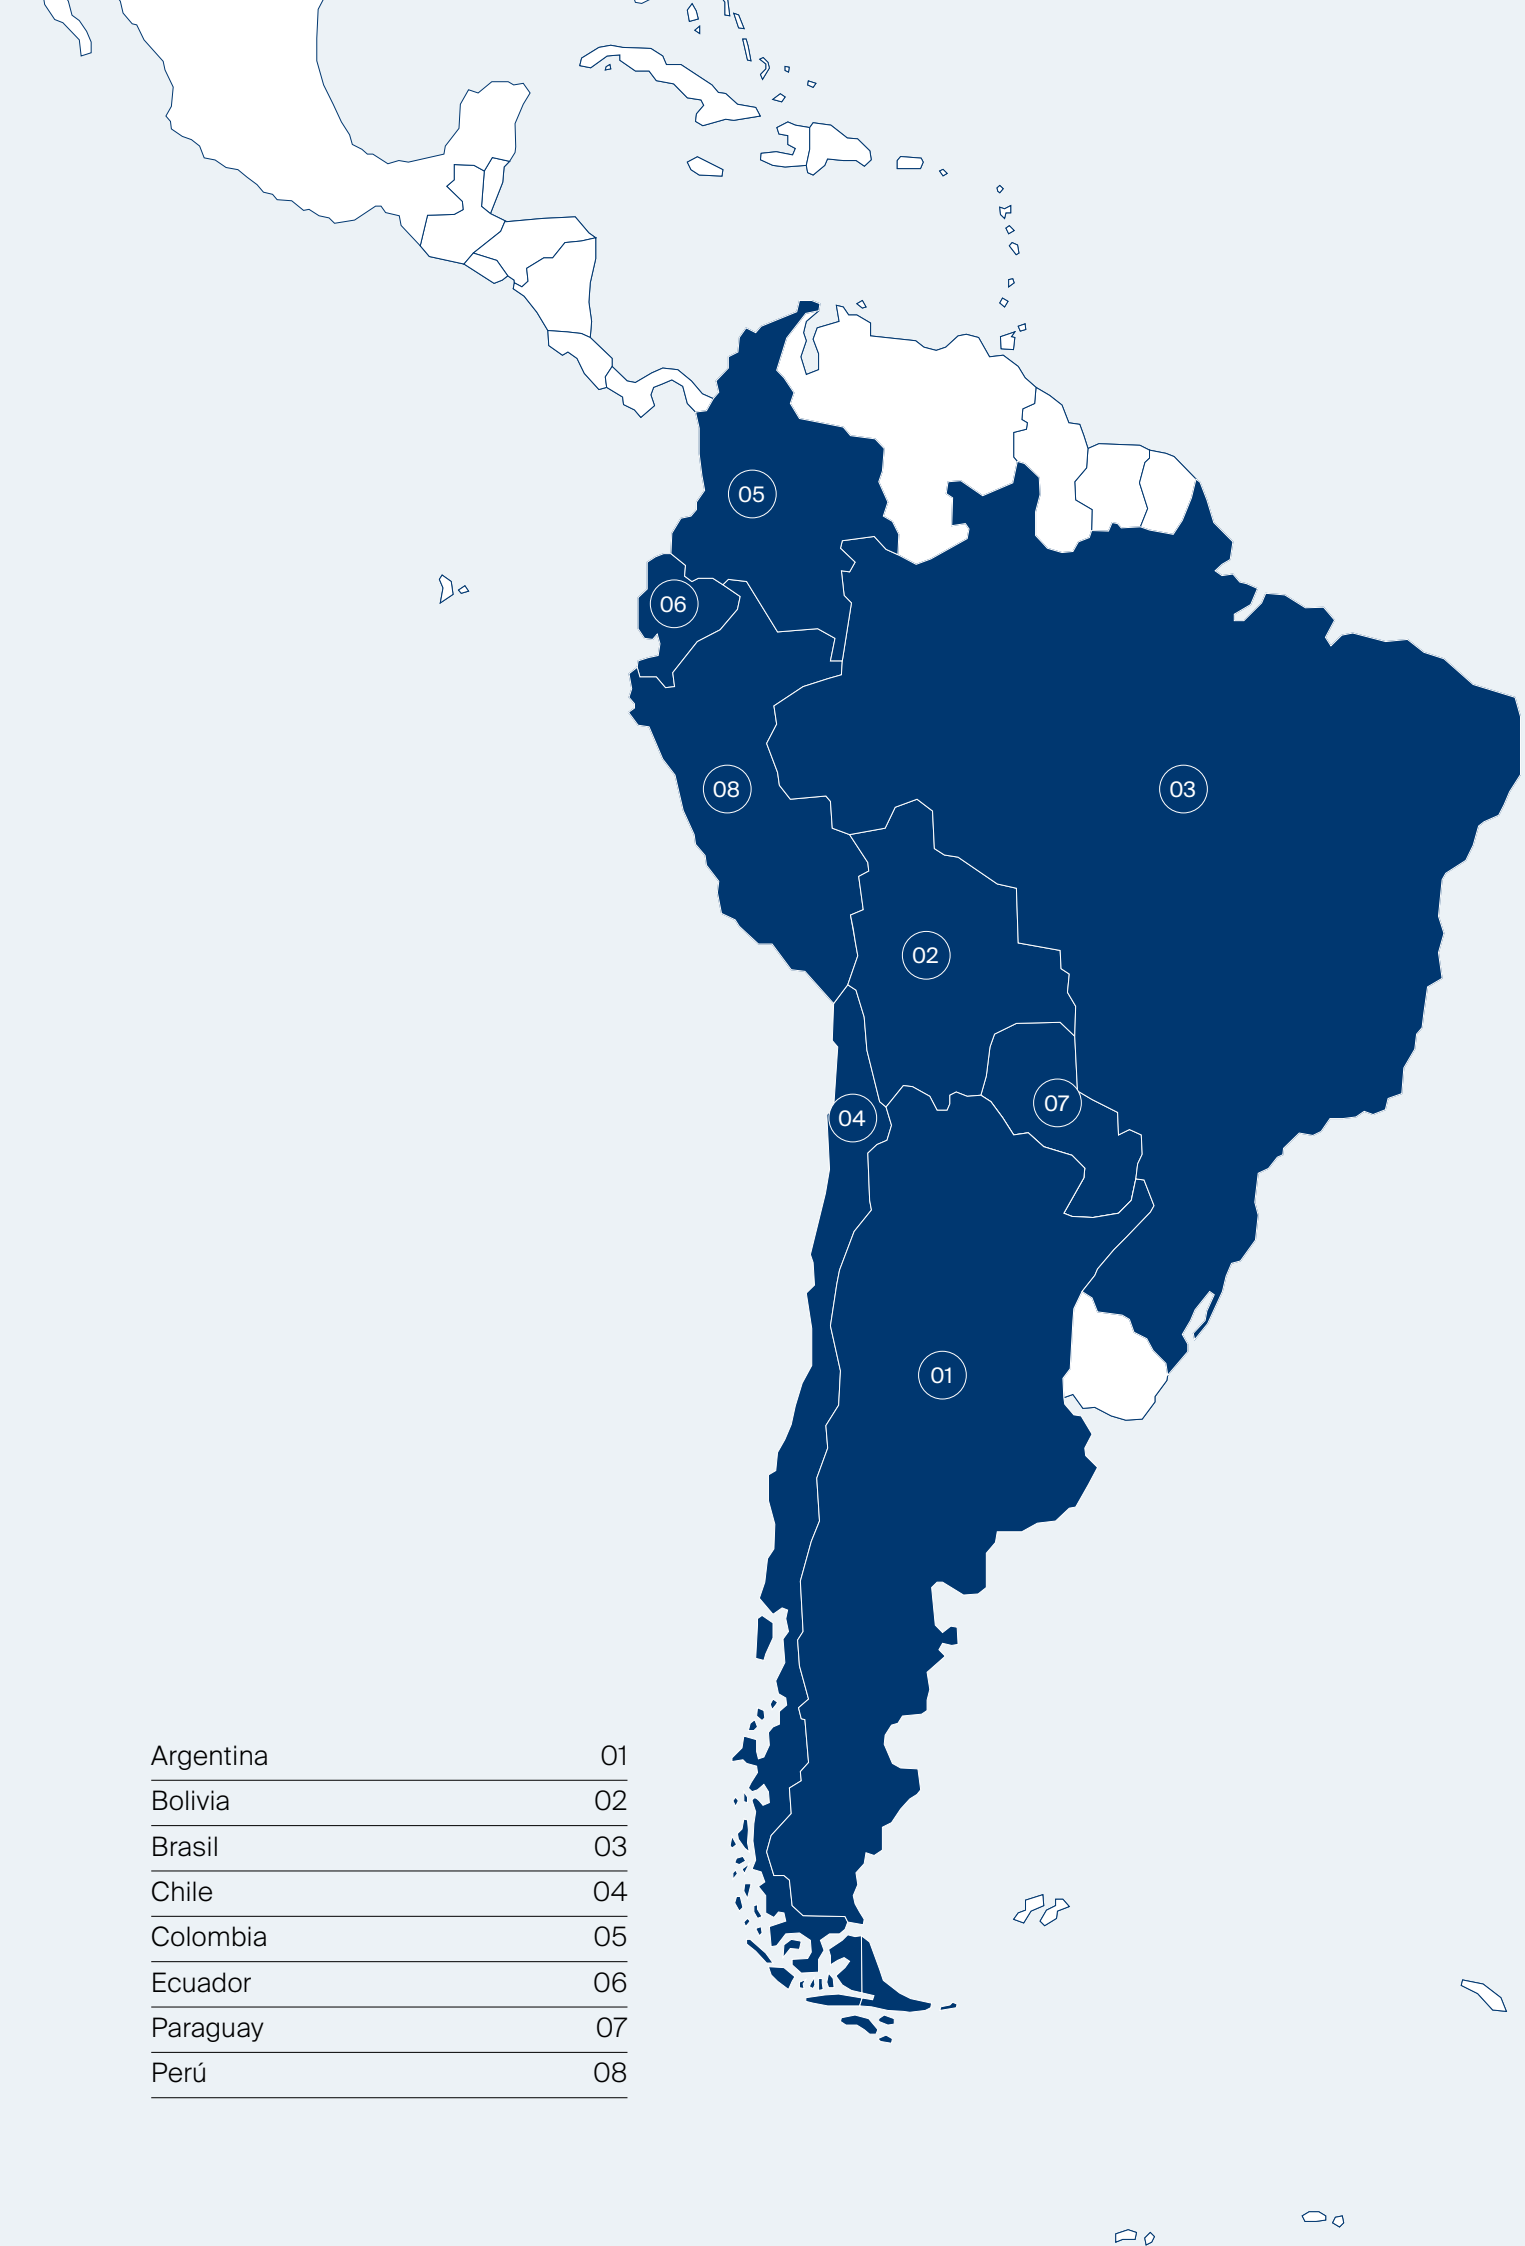 05
06
08
03
02
07
04
01
Argentina 01
Bolivia 02
Brasil 03
Chile 04
Colombia 05
Ecuador 06
Paraguay 07
Perú 08